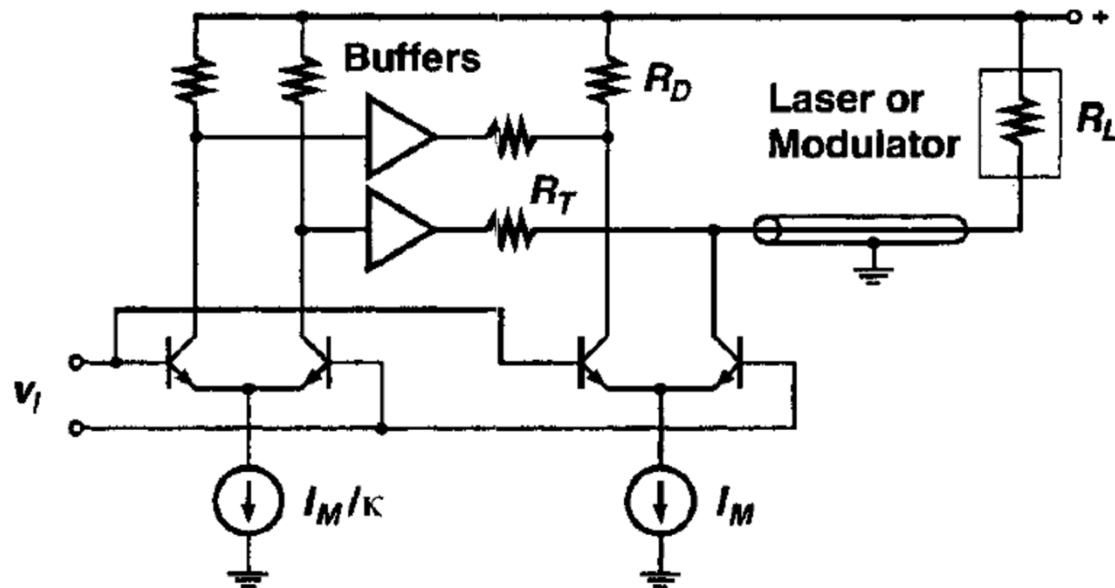 +
Buffers
R_D
Laser or
Modulator
R_L
R_T
v_I
I_M/κ
I_M